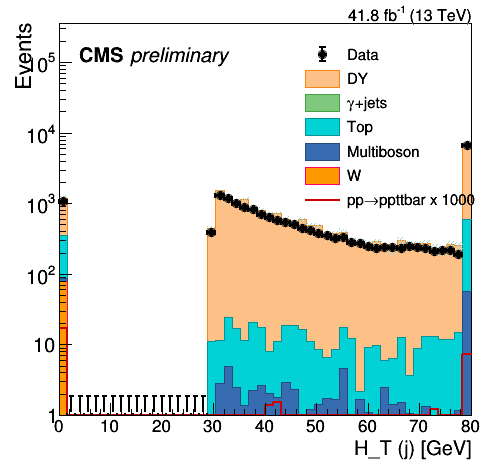 41.8 fb⁻¹ (13 TeV)
Events
CMS preliminary
Data
DY
γ+jets
Top
Multiboson
W
pp→ppttbar x 1000
10⁵
10⁴
10³
10²
10
1
0 10 20 30 40 50 60 70 80
H_T (j) [GeV]